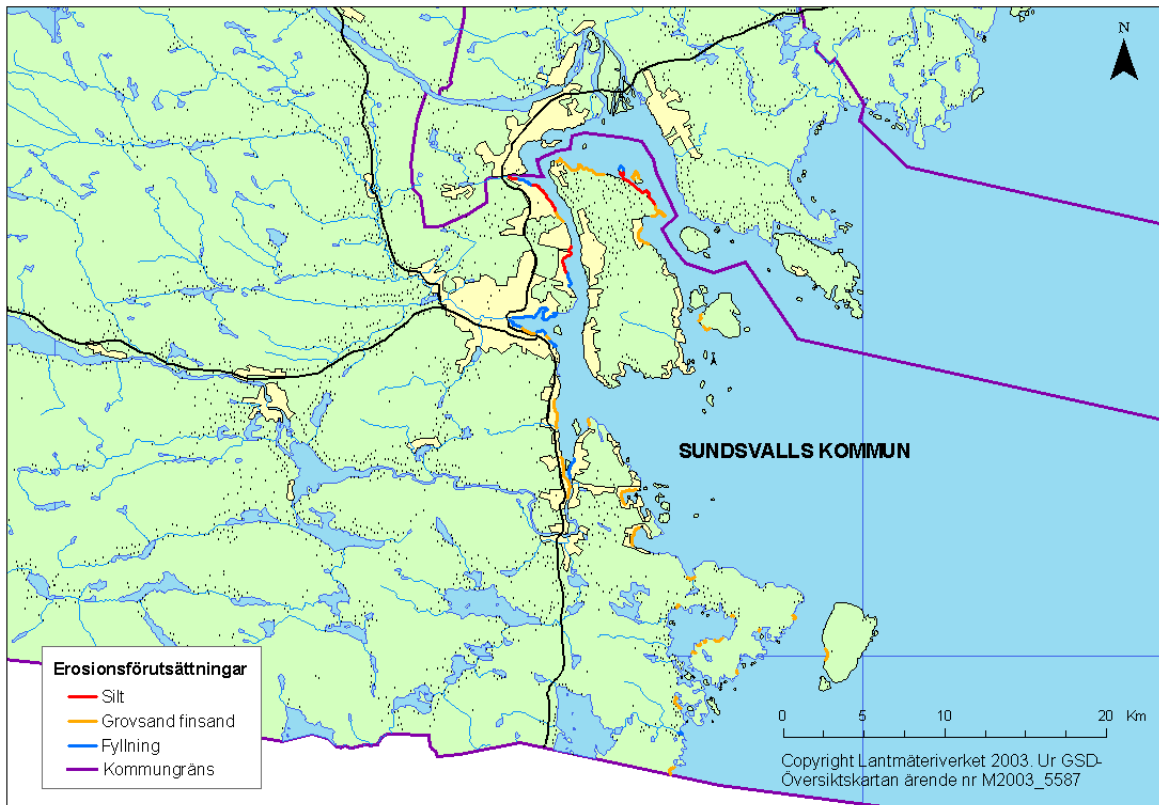 N
SUNDSVALLS KOMMUN
Erosionsförutsättningar
Silt
Grovsand finsand
Fyllning
Kommungräns
0 5 10 20 Km
Copyright Lantmäteriverket 2003. Ur GSD-
Översiktskartan ärende nr M2003_5587